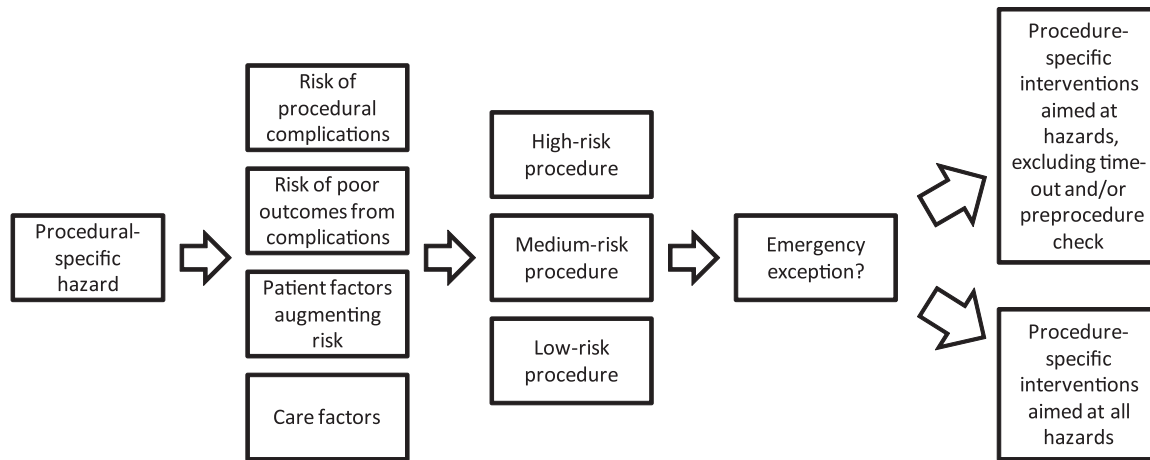 Procedural-
specific
hazard
Risk of
procedural
complications
Risk of poor
outcomes from
complications
Patient factors
augmenting
risk
Care factors
High-risk
procedure
Medium-risk
procedure
Low-risk
procedure
Emergency
exception?
Procedure-
specific
interventions
aimed at
hazards,
excluding time-
out and/or
preprocedure
check
Procedure-
specific
interventions
aimed at all
hazards